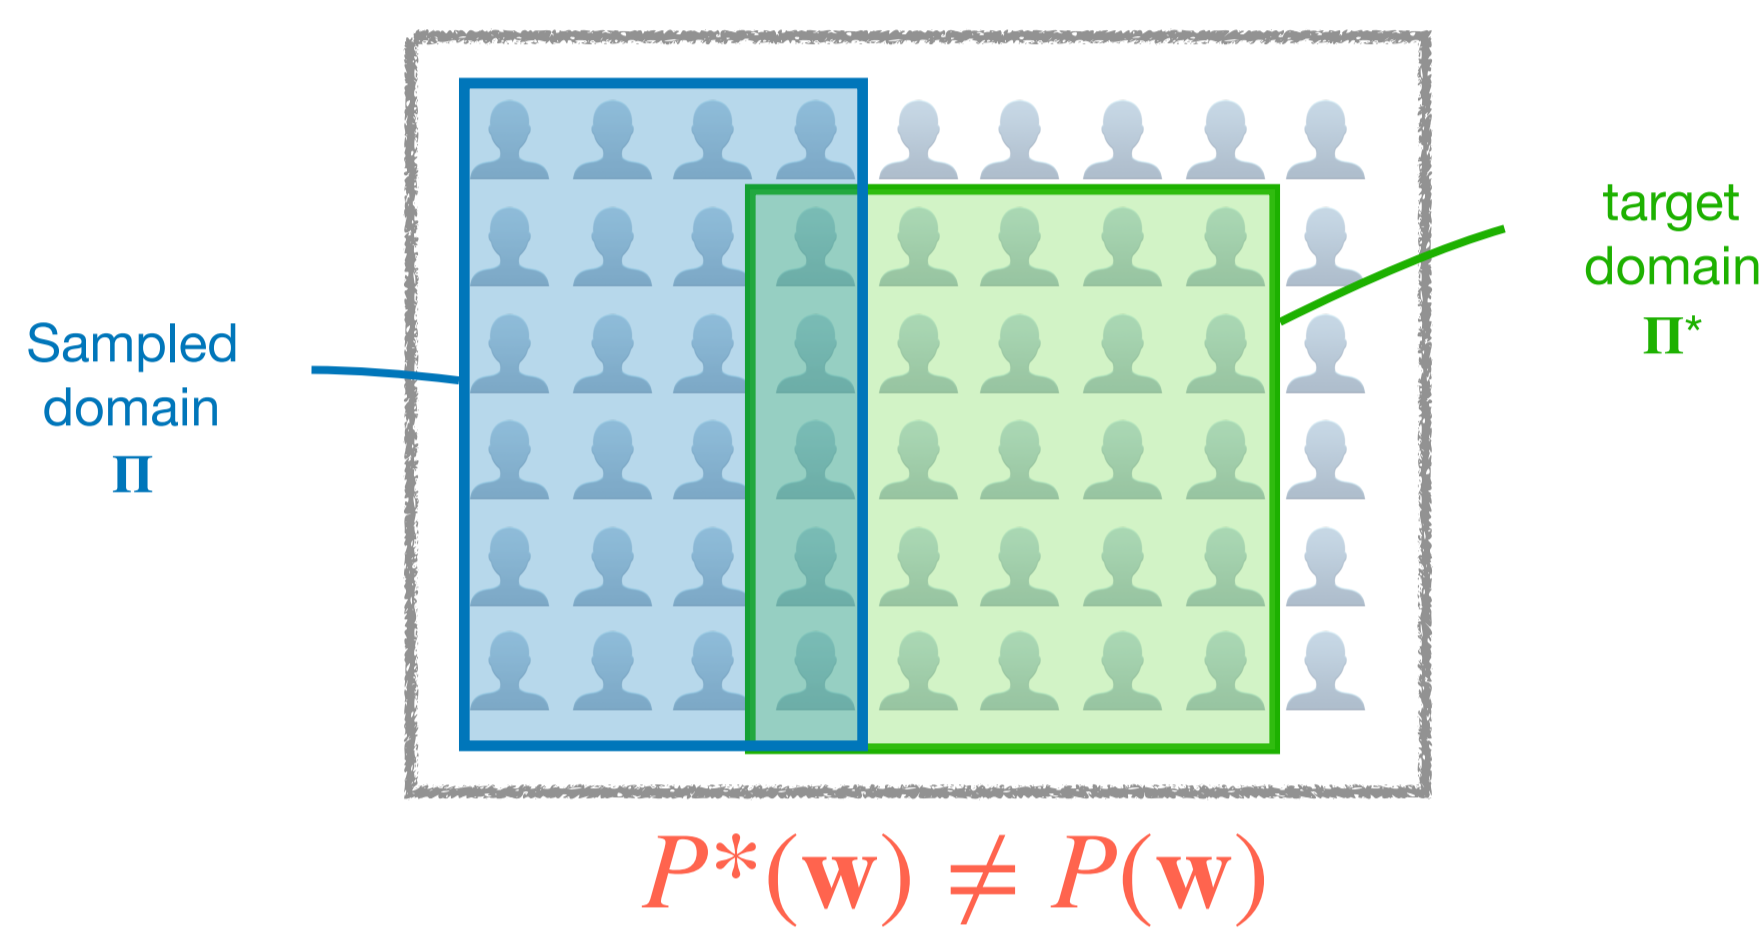 Sampled
domain
Π
target
domain
Π*
P*(w) ≠ P(w)